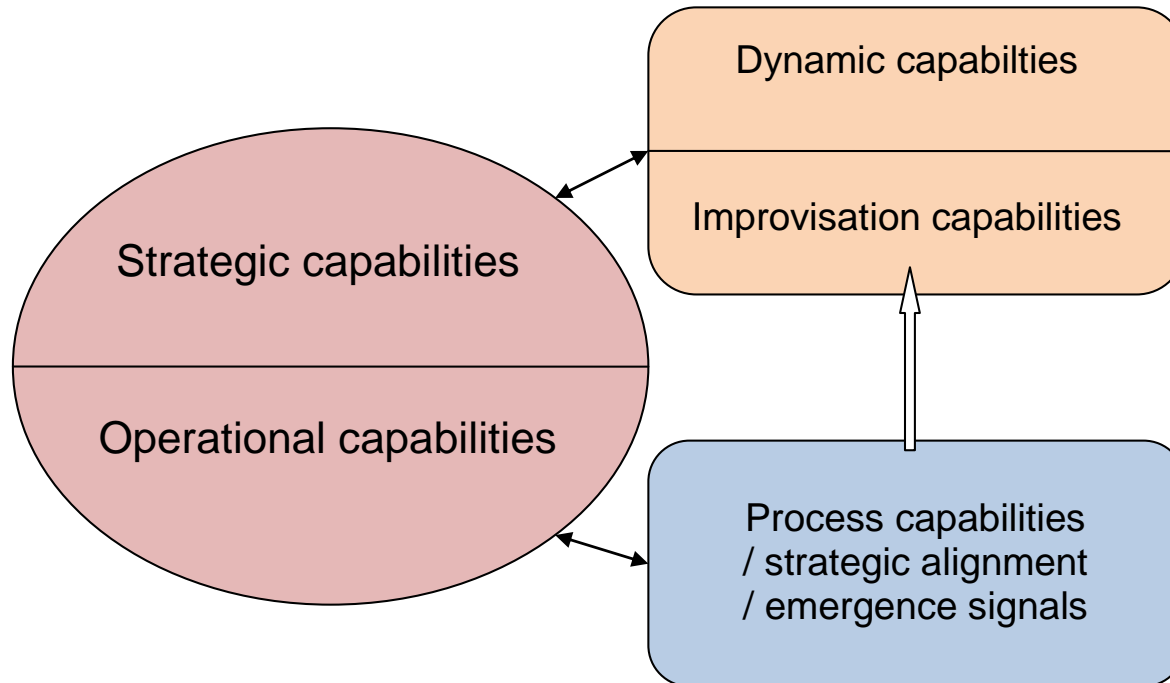 Dynamic capabilties
Improvisation capabilities
Strategic capabilities
Operational capabilities
Process capabilities
/ strategic alignment
/ emergence signals